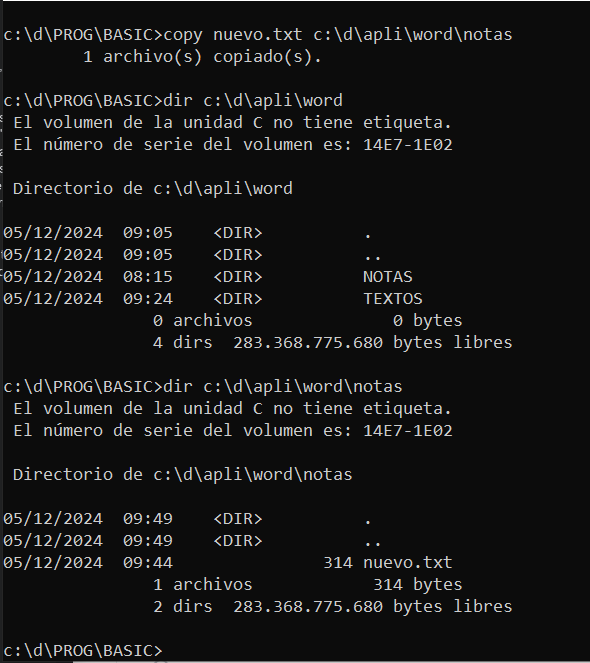 c:\d\PROG\BASIC>copy nuevo.txt c:\d\apli\word\notas
        1 archivo(s) copiado(s).

c:\d\PROG\BASIC>dir c:\d\apli\word
 El volumen de la unidad C no tiene etiqueta.
 El número de serie del volumen es: 14E7-1E02

 Directorio de c:\d\apli\word

05/12/2024  09:05    <DIR>          .
05/12/2024  09:05    <DIR>          ..
05/12/2024  08:15    <DIR>          NOTAS
05/12/2024  09:24    <DIR>          TEXTOS
               0 archivos              0 bytes
               4 dirs  283.368.775.680 bytes libres

c:\d\PROG\BASIC>dir c:\d\apli\word\notas
 El volumen de la unidad C no tiene etiqueta.
 El número de serie del volumen es: 14E7-1E02

 Directorio de c:\d\apli\word\notas

05/12/2024  09:49    <DIR>          .
05/12/2024  09:49    <DIR>          ..
05/12/2024  09:44               314 nuevo.txt
               1 archivos            314 bytes
               2 dirs  283.368.775.680 bytes libres

c:\d\PROG\BASIC>